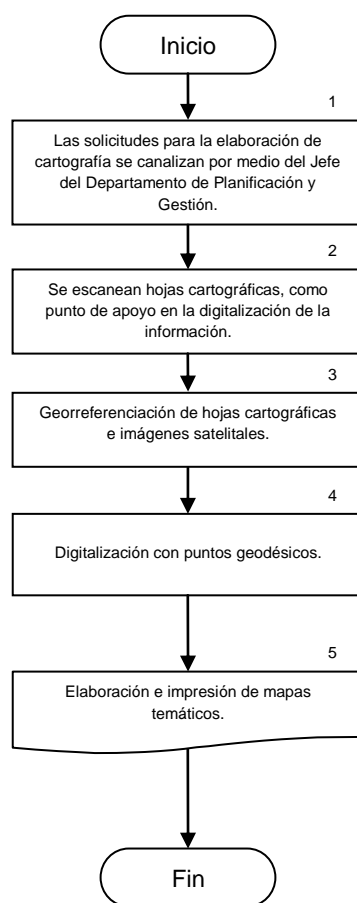 Inicio
1
Las solicitudes para la elaboración de
cartografía se canalizan por medio del Jefe
del Departamento de Planificación y
Gestión.
2
Se escanean hojas cartográficas, como
punto de apoyo en la digitalización de la
información.
3
Georreferenciación de hojas cartográficas
e imágenes satelitales.
4
Digitalización con puntos geodésicos.
5
Elaboración e impresión de mapas
temáticos.
Fin